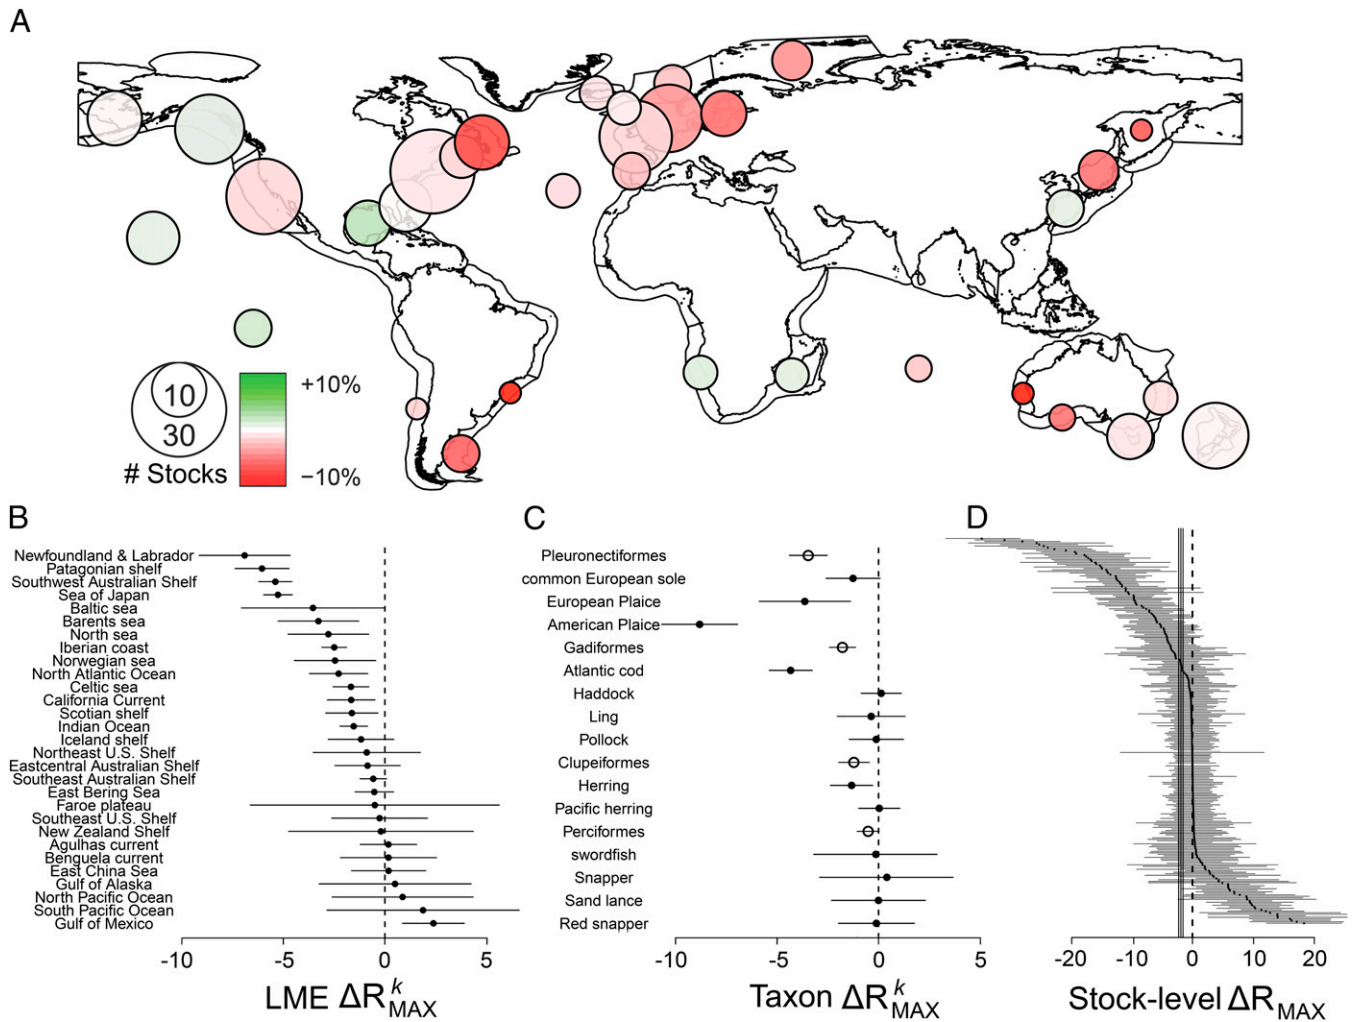 A
10
30
# Stocks
+10%
−10%
B
Newfoundland & Labrador
Patagonian shelf
Southwest Australian Shelf
Sea of Japan
Baltic sea
Barents sea
North sea
Iberian coast
Norwegian sea
North Atlantic Ocean
Celtic sea
California Current
Scotian shelf
Indian Ocean
Iceland shelf
Northeast U.S. Shelf
Eastcentral Australian Shelf
Southeast Australian Shelf
East Bering Sea
Faroe plateau
Southeast U.S. Shelf
New Zealand Shelf
Agulhas current
Benguela current
East China Sea
Gulf of Alaska
North Pacific Ocean
South Pacific Ocean
Gulf of Mexico
-10 -5 0 5
LME ΔR^k_MAX
C
Pleuronectiformes
common European sole
European Plaice
American Plaice
Gadiformes
Atlantic cod
Haddock
Ling
Pollock
Clupeiformes
Herring
Pacific herring
Perciformes
swordfish
Snapper
Sand lance
Red snapper
-10 -5 0 5
Taxon ΔR^k_MAX
D
-20 -10 0 10 20
Stock-level ΔR_MAX